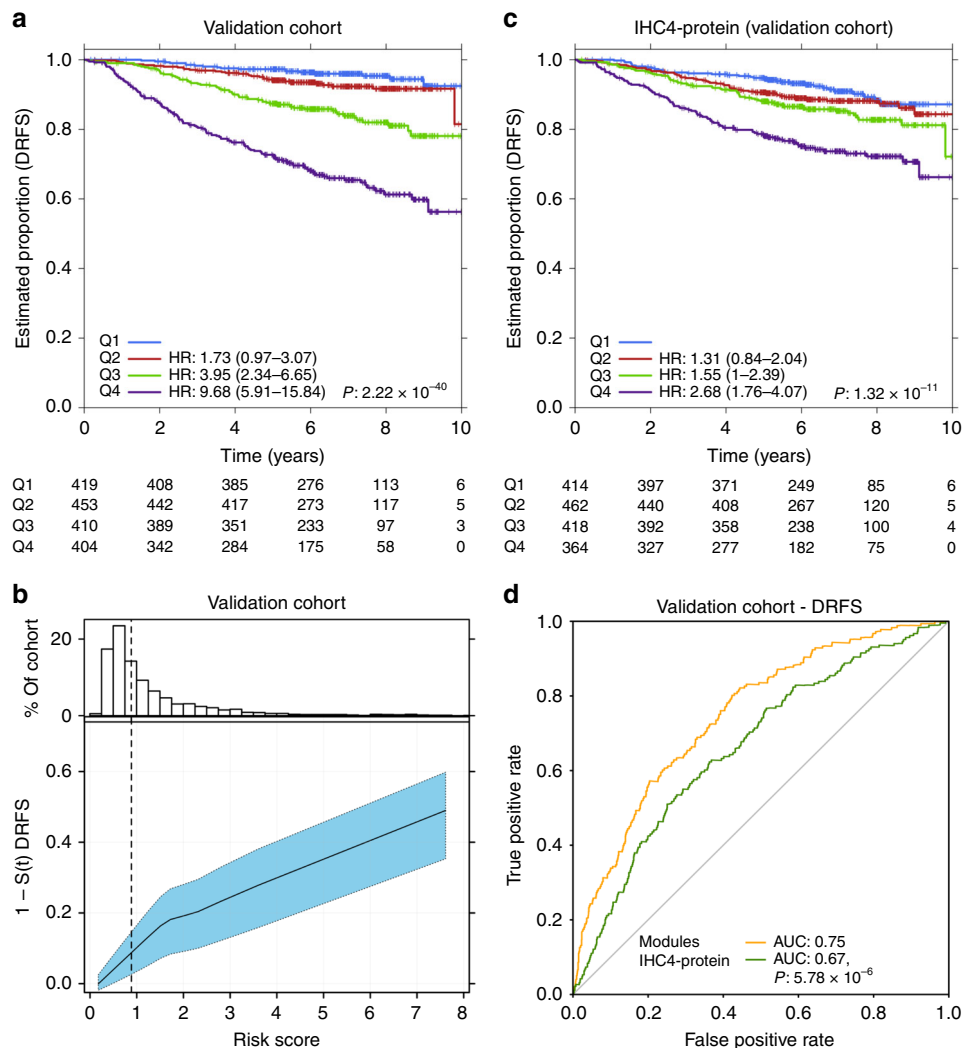 a
Validation cohort
Estimated proportion (DRFS)
1.0
0.8
0.6
0.4
0.2
0.0
Q1
Q2 HR: 1.73 (0.97–3.07)
Q3 HR: 3.95 (2.34–6.65)
Q4 HR: 9.68 (5.91–15.84) P: 2.22 × 10⁻⁴⁰
0 2 4 6 8 10
Time (years)
Q1 419 408 385 276 113 6
Q2 453 442 417 273 117 5
Q3 410 389 351 233 97 3
Q4 404 342 284 175 58 0
c
IHC4-protein (validation cohort)
Estimated proportion (DRFS)
1.0
0.8
0.6
0.4
0.2
0.0
Q1
Q2 HR: 1.31 (0.84–2.04)
Q3 HR: 1.55 (1–2.39)
Q4 HR: 2.68 (1.76–4.07) P: 1.32 × 10⁻¹¹
0 2 4 6 8 10
Time (years)
Q1 414 397 371 249 85 6
Q2 462 440 408 267 120 5
Q3 418 392 358 238 100 4
Q4 364 327 277 182 75 0
b
Validation cohort
% Of cohort
20
0
1 – S(t) DRFS
0.6
0.4
0.2
0.0
0 1 2 3 4 5 6 7 8
Risk score
d
Validation cohort - DRFS
True positive rate
1.0
0.8
0.6
0.4
0.2
0.0
Modules AUC: 0.75
IHC4-protein AUC: 0.67,
P: 5.78 × 10⁻⁶
0.0 0.2 0.4 0.6 0.8 1.0
False positive rate